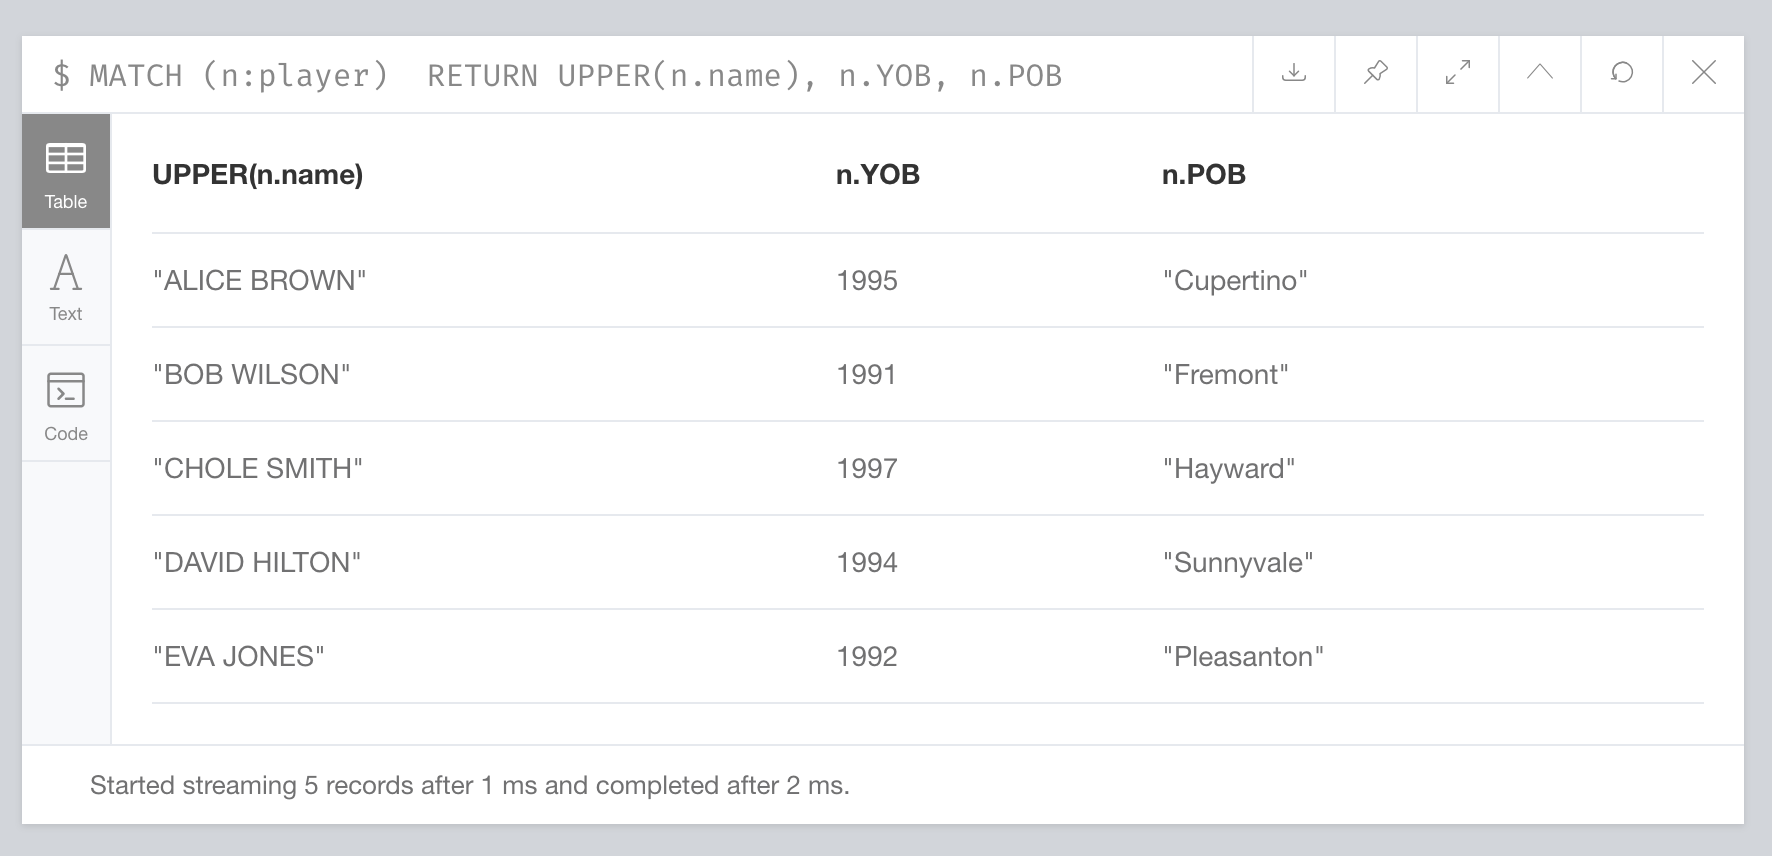 $ MATCH (n:player)  RETURN UPPER(n.name), n.YOB, n.POB
Table
Text
Code
UPPER(n.name) n.YOB n.POB
"ALICE BROWN" 1995 "Cupertino"
"BOB WILSON" 1991 "Fremont"
"CHOLE SMITH" 1997 "Hayward"
"DAVID HILTON" 1994 "Sunnyvale"
"EVA JONES" 1992 "Pleasanton"
Started streaming 5 records after 1 ms and completed after 2 ms.